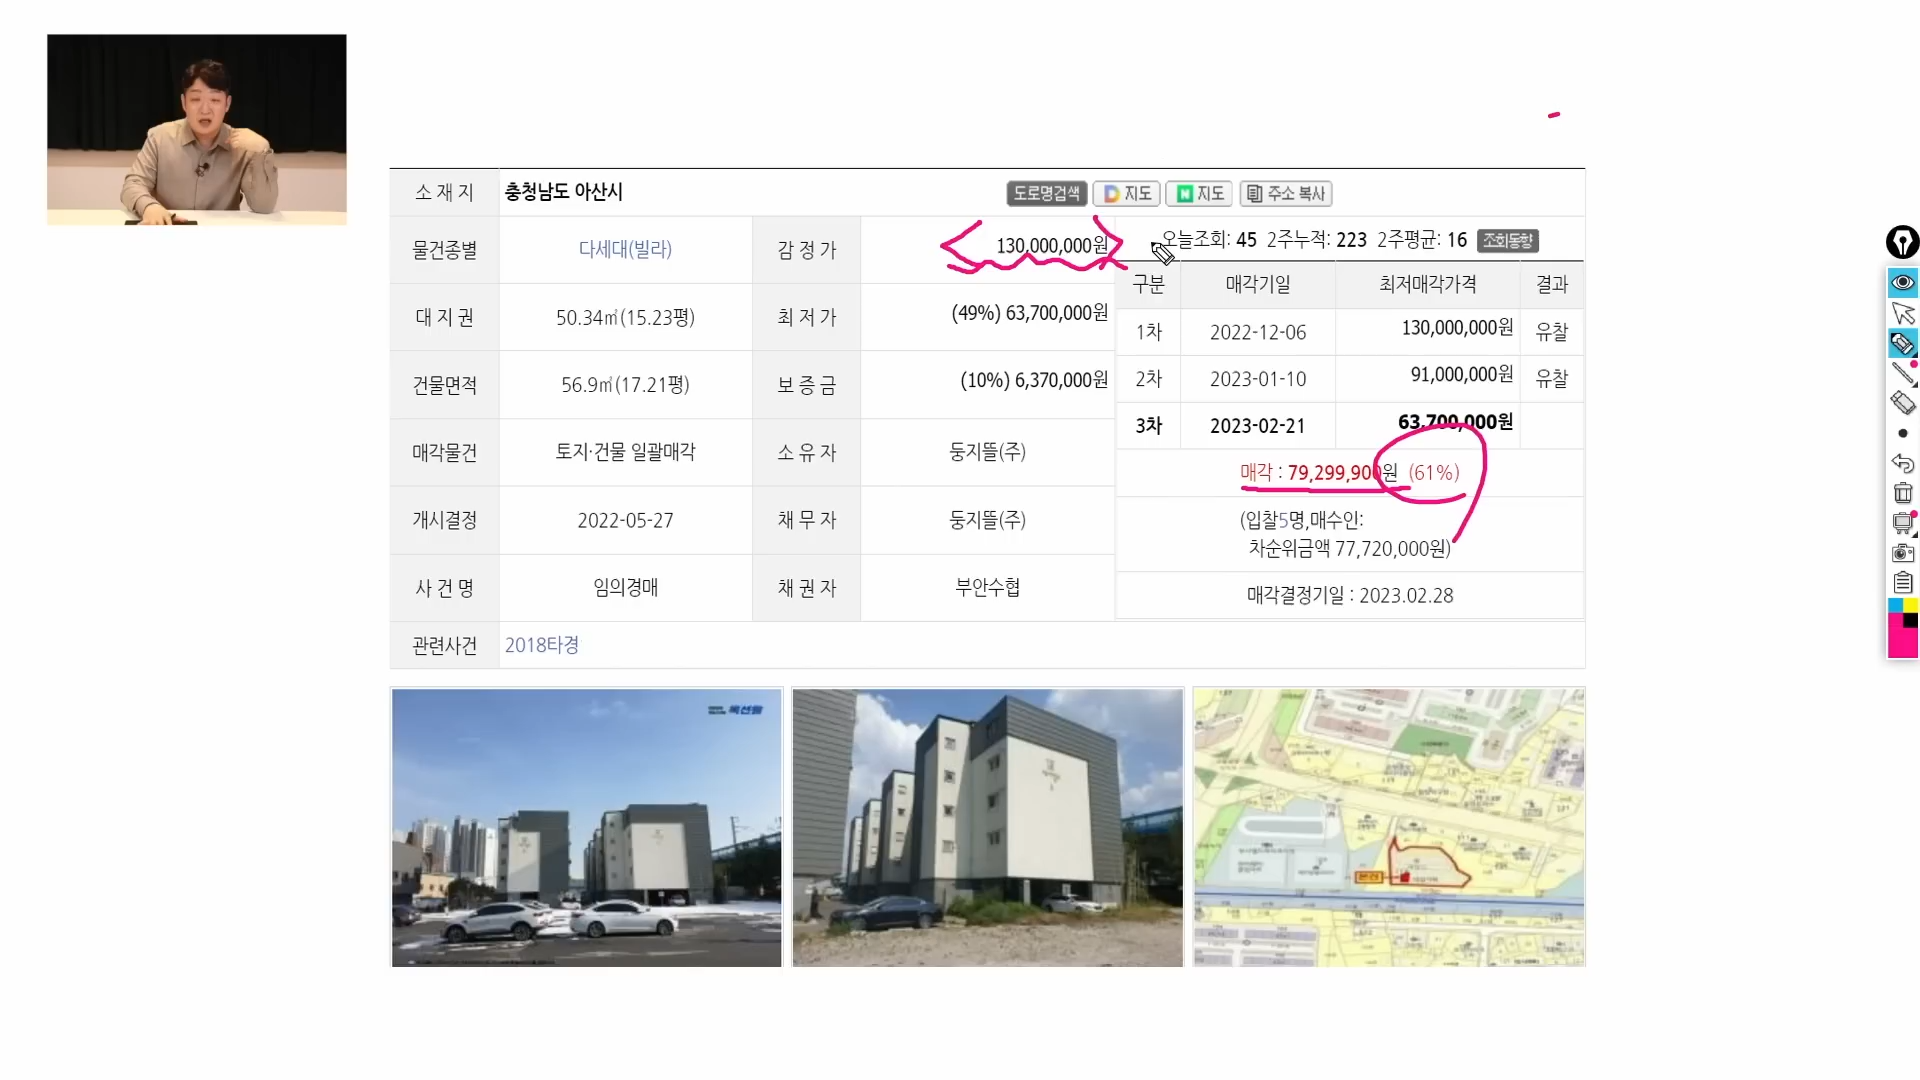 소 재 지 충청남도 아산시 도로명검색 D 지도 N 지도 주소 복사
물건종별 다세대(빌라) 감 정 가 130,000,000원
오늘조회: 45 2주누적: 223 2주평균: 16 조회동향
대 지 권 50.34㎡(15.23평) 최 저 가 (49%) 63,700,000원
건물면적 56.9㎡(17.21평) 보 증 금 (10%) 6,370,000원
매각물건 토지·건물 일괄매각 소 유 자 둥지뜰(주)
개시결정 2022-05-27 채 무 자 둥지뜰(주)
사 건 명 임의경매 채 권 자 부안수협
구분 매각기일 최저매각가격 결과
1차 2022-12-06 130,000,000원 유찰
2차 2023-01-10 91,000,000원 유찰
3차 2023-02-21 63,700,000원
매각 : 79,299,900원 (61%)
(입찰5명,매수인:
차순위금액 77,720,000원)
매각결정기일 : 2023.02.28
관련사건 2018타경
옥션원